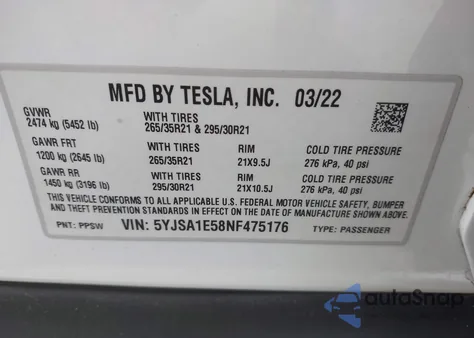 MFD BY TESLA, INC. 03/22
GVWR
2474 kg (5452 lb) WITH TIRES
265/35R21 & 295/30R21
GAWR FRT WITH TIRES RIM COLD TIRE PRESSURE
1200 kg (2645 lb) 265/35R21 21X9.5J 276 kPa, 40 psi
GAWR RR WITH TIRES RIM COLD TIRE PRESSURE
1450 kg (3196 lb) 295/30R21 21X10.5J 276 kPa, 40 psi
THIS VEHICLE CONFORMS TO ALL APPLICABLE U.S. FEDERAL MOTOR VEHICLE SAFETY, BUMPER
AND THEFT PREVENTION STANDARDS IN EFFECT ON THE DATE OF MANUFACTURE SHOWN ABOVE.
PNT: PPSW VIN: 5YJSA1E58NF475176 TYPE: PASSENGER
autoSnap